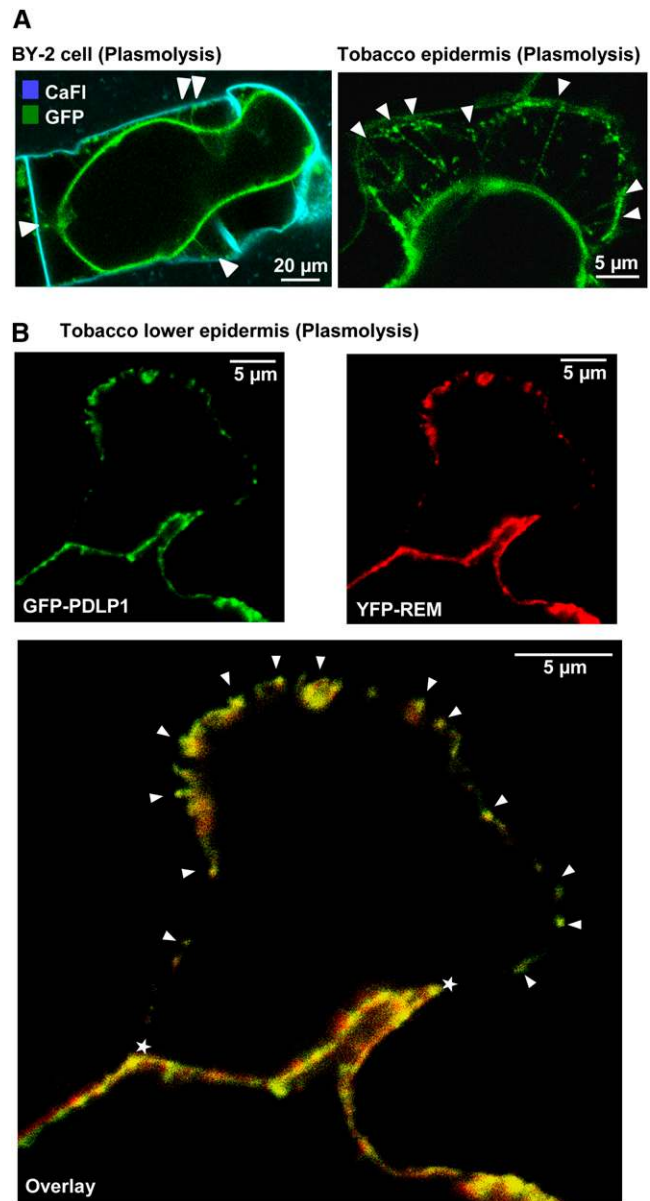 A
BY-2 cell (Plasmolysis)
Tobacco epidermis (Plasmolysis)
CaFl
GFP
20 µm
5 µm
B Tobacco lower epidermis (Plasmolysis)
5 µm
5 µm
GFP-PDLP1
YFP-REM
5 µm
Overlay